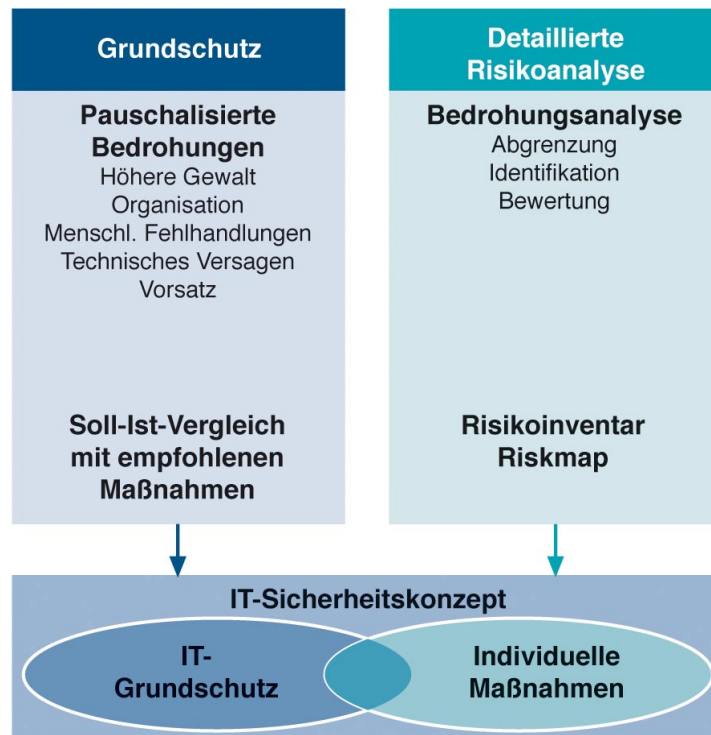 Grundschutz
Pauschalisierte
Bedrohungen
Höhere Gewalt
Organisation
Menschl. Fehlhandlungen
Technisches Versagen
Vorsatz
Soll-Ist-Vergleich
mit empfohlenen
Maßnahmen
Detaillierte
Risikoanalyse
Bedrohungsanalyse
Abgrenzung
Identifikation
Bewertung
Risikoinventar
Riskmap
IT-Sicherheitskonzept
IT-
Grundschutz
Individuelle
Maßnahmen